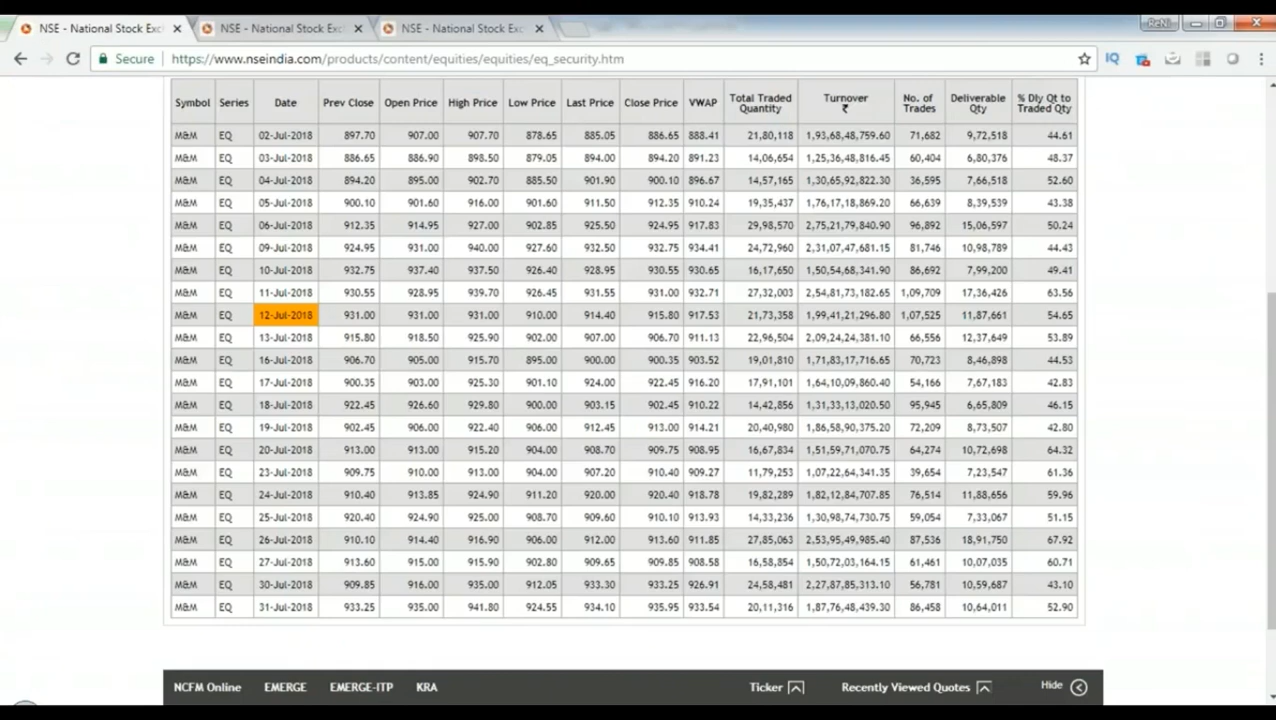 NSE - National Stock Exc
NSE - National Stock Exc
NSE - National Stock Exc
ReNi
Secure https://www.nseindia.com/products/content/equities/equities/eq_security.htm
IQ
Symbol Series Date Prev Close Open Price High Price Low Price Last Price Close Price VWAP Total Traded Quantity Turnover ₹ No. of Trades Deliverable Qty % Dly Qt to Traded Qty
M&M EQ 02-Jul-2018 897.70 907.00 907.70 878.65 885.05 886.65 888.41 21,80,118 1,93,68,48,759.60 71,682 9,72,518 44.61
M&M EQ 03-Jul-2018 886.65 886.90 898.50 879.05 894.00 894.20 891.23 14,06,654 1,25,36,48,816.45 60,404 6,80,376 48.37
M&M EQ 04-Jul-2018 894.20 895.00 902.70 885.50 901.90 900.10 896.67 14,57,165 1,30,65,92,822.30 36,595 7,66,518 52.60
M&M EQ 05-Jul-2018 900.10 901.60 916.00 901.60 911.50 912.35 910.24 19,35,437 1,76,17,18,869.20 66,639 8,39,539 43.38
M&M EQ 06-Jul-2018 912.35 914.95 927.00 902.85 925.50 924.95 917.83 29,98,570 2,75,21,79,840.90 96,892 15,06,597 50.24
M&M EQ 09-Jul-2018 924.95 931.00 940.00 927.60 932.50 932.75 934.41 24,72,960 2,31,07,47,681.15 81,746 10,98,789 44.43
M&M EQ 10-Jul-2018 932.75 937.40 937.50 926.40 928.95 930.55 930.65 16,17,650 1,50,54,68,341.90 86,692 7,99,200 49.41
M&M EQ 11-Jul-2018 930.55 928.95 939.70 926.45 931.55 931.00 932.71 27,32,003 2,54,81,73,182.65 1,09,709 17,36,426 63.56
M&M EQ 12-Jul-2018 931.00 931.00 931.00 910.00 914.40 915.80 917.53 21,73,358 1,99,41,21,296.80 1,07,525 11,87,661 54.65
M&M EQ 13-Jul-2018 915.80 918.50 925.90 902.00 907.00 906.70 911.13 22,96,504 2,09,24,24,381.10 66,556 12,37,649 53.89
M&M EQ 16-Jul-2018 906.70 905.00 915.70 895.00 900.00 900.35 903.52 19,01,810 1,71,83,17,716.65 70,723 8,46,898 44.53
M&M EQ 17-Jul-2018 900.35 903.00 925.30 901.10 924.00 922.45 916.20 17,91,101 1,64,10,09,860.40 54,166 7,67,183 42.83
M&M EQ 18-Jul-2018 922.45 926.60 929.80 900.00 903.15 902.45 910.22 14,42,856 1,31,33,13,020.50 95,945 6,65,809 46.15
M&M EQ 19-Jul-2018 902.45 906.00 922.40 906.00 912.45 913.00 914.21 20,40,980 1,86,58,90,375.20 72,209 8,73,507 42.80
M&M EQ 20-Jul-2018 913.00 913.00 915.20 904.00 908.70 909.75 908.95 16,67,834 1,51,59,71,070.75 64,274 10,72,698 64.32
M&M EQ 23-Jul-2018 909.75 910.00 913.00 904.00 907.20 910.40 909.27 11,79,253 1,07,22,64,341.35 39,654 7,23,547 61.36
M&M EQ 24-Jul-2018 910.40 913.85 924.90 911.20 920.00 920.40 918.78 19,82,289 1,82,12,84,707.85 76,514 11,88,656 59.96
M&M EQ 25-Jul-2018 920.40 924.90 925.00 908.70 909.60 910.10 913.93 14,33,236 1,30,98,74,730.75 59,054 7,33,067 51.15
M&M EQ 26-Jul-2018 910.10 914.40 916.90 906.00 912.00 913.60 911.85 27,85,063 2,53,95,49,985.40 87,536 18,91,750 67.92
M&M EQ 27-Jul-2018 913.60 915.00 915.90 902.80 909.65 909.85 908.58 16,58,854 1,50,72,03,164.15 61,461 10,07,035 60.71
M&M EQ 30-Jul-2018 909.85 916.00 935.00 912.05 933.30 933.25 926.91 24,58,481 2,27,87,85,313.10 56,781 10,59,687 43.10
M&M EQ 31-Jul-2018 933.25 935.00 941.80 924.55 934.10 935.95 933.54 20,11,316 1,87,76,48,439.30 86,458 10,64,011 52.90
NCFM Online EMERGE EMERGE-ITP KRA Ticker Recently Viewed Quotes Hide